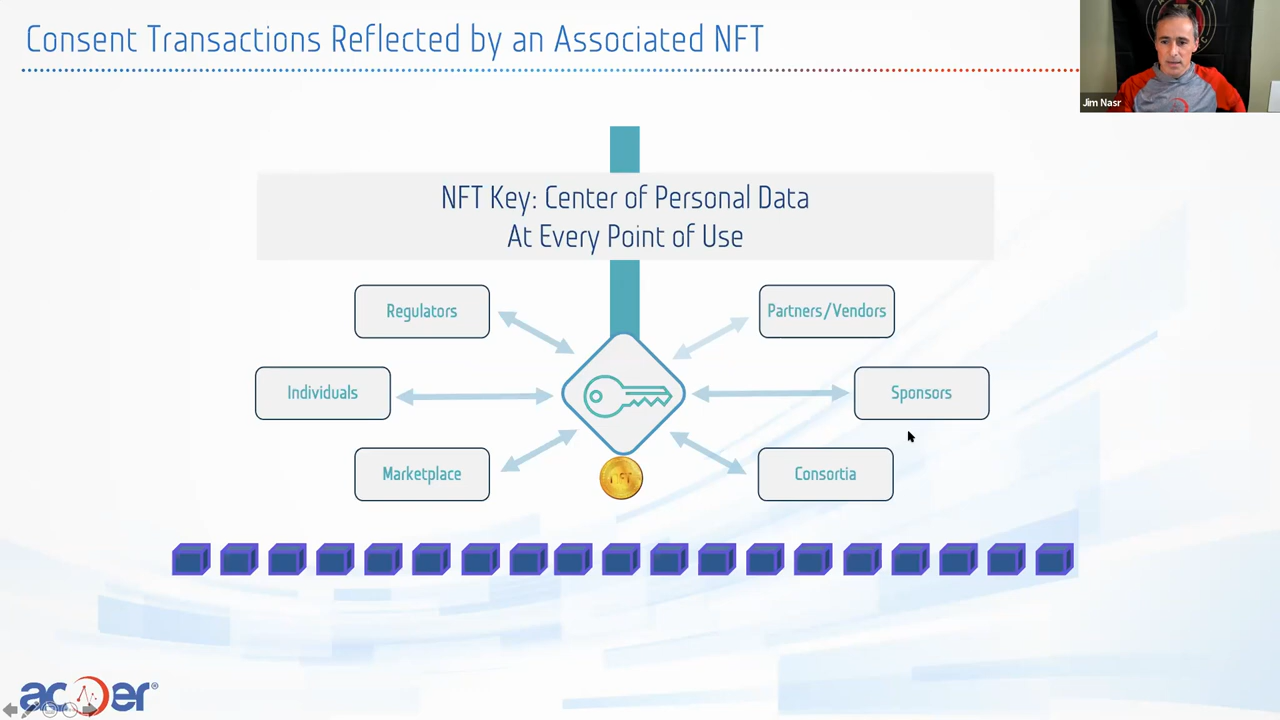 Consent Transactions Reflected by an Associated NFT
Jim Nasr
NFT Key: Center of Personal Data
At Every Point of Use
Regulators
Partners/Vendors
Individuals
Sponsors
Marketplace
Consortia
NFT
acoer®